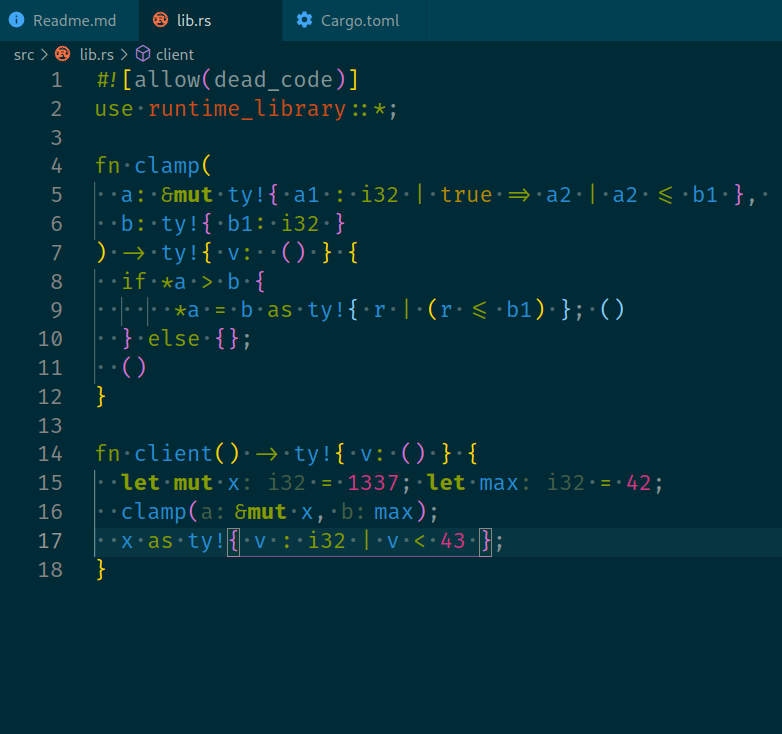 Readme.md lib.rs Cargo.toml
src > lib.rs > client
1 #![allow(dead_code)]
2 use runtime_library::*;
3
4 fn clamp(
5   a: &mut ty!{ a1 : i32 | true => a2 | a2 <= b1 },
6   b: ty!{ b1: i32 }
7 ) -> ty!{ v:  () } {
8   if *a > b {
9       *a = b as ty!{ r | (r <= b1) }; ()
10   } else {};
11   ()
12 }
13
14 fn client() -> ty!{ v: () } {
15   let mut x: i32 = 1337; let max: i32 = 42;
16   clamp(a: &mut x, b: max);
17   x as ty!{ v : i32 | v < 43 };
18 }